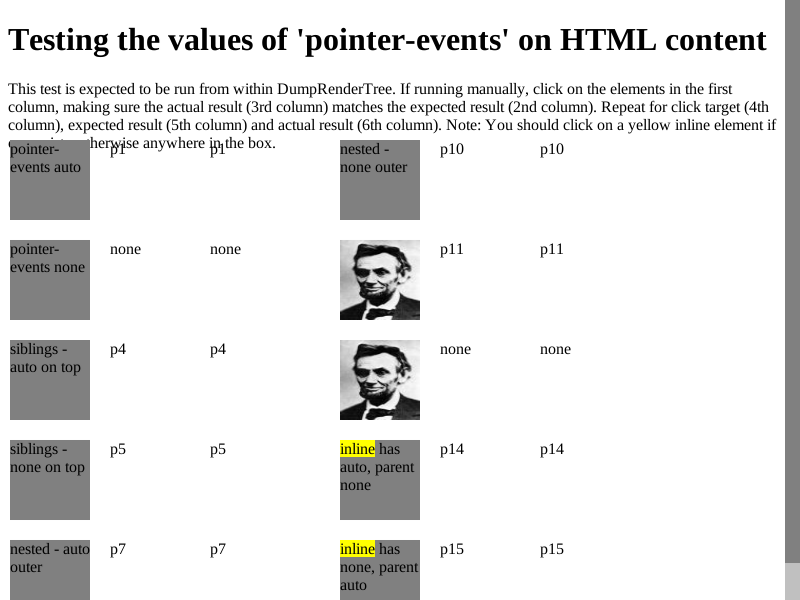 Testing the values of 'pointer-events' on HTML content
This test is expected to be run from within DumpRenderTree. If running manually, click on the elements in the first
column, making sure the actual result (3rd column) matches the expected result (2nd column). Repeat for click target (4th
column), expected result (5th column) and actual result (6th column). Note: You should click on a yellow inline element if
anywhere in the box.
pointer- p1 p1 nested - p10 p10
events auto none outer
pointer- none none p11 p11
events none
siblings - p4 p4 none none
auto on top
siblings - p5 p5 inline has p14 p14
none on top auto, parent
none
nested - auto p7 p7 inline has p15 p15
outer none, parent
auto